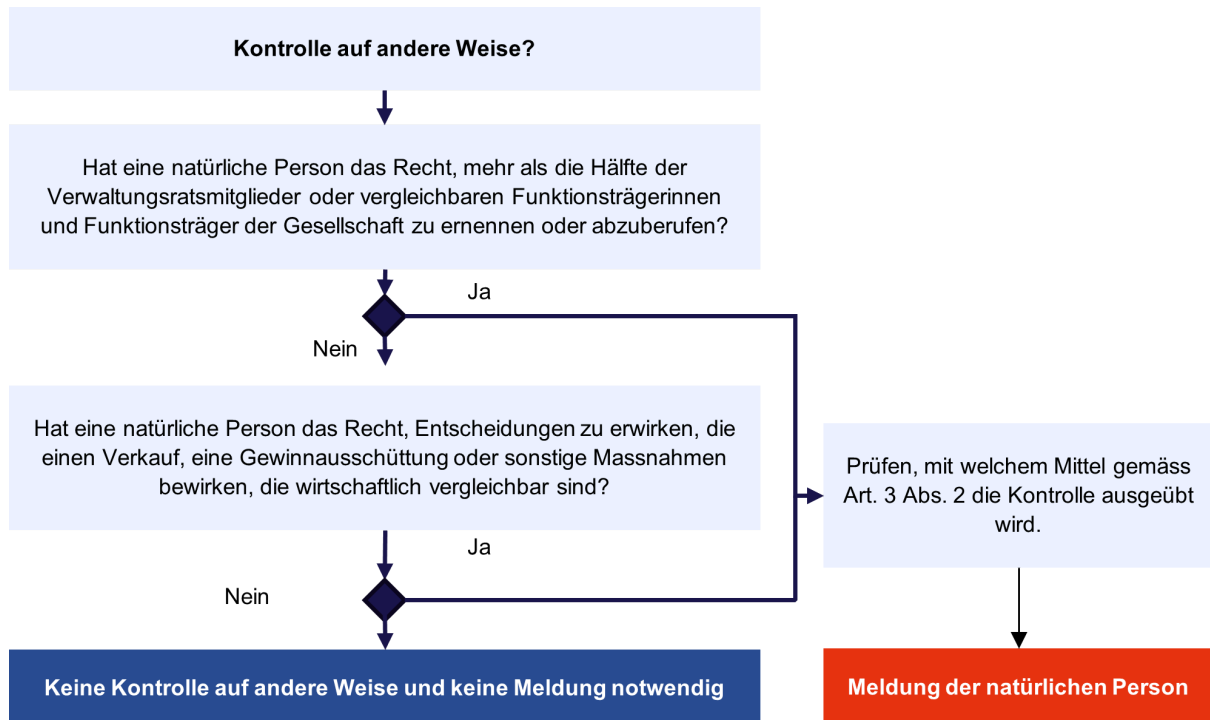 Kontrolle auf andere Weise?
Hat eine natürliche Person das Recht, mehr als die Hälfte der
Verwaltungsratsmitglieder oder vergleichbaren Funktionsträgerinnen
und Funktionsträger der Gesellschaft zu ernennen oder abzuberufen?
Ja
Nein
Hat eine natürliche Person das Recht, Entscheidungen zu erwirken, die
einen Verkauf, eine Gewinnausschüttung oder sonstige Massnahmen
bewirken, die wirtschaftlich vergleichbar sind?
Prüfen, mit welchem Mittel gemäss
Art. 3 Abs. 2 die Kontrolle ausgeübt
wird.
Ja
Nein
Keine Kontrolle auf andere Weise und keine Meldung notwendig
Meldung der natürlichen Person